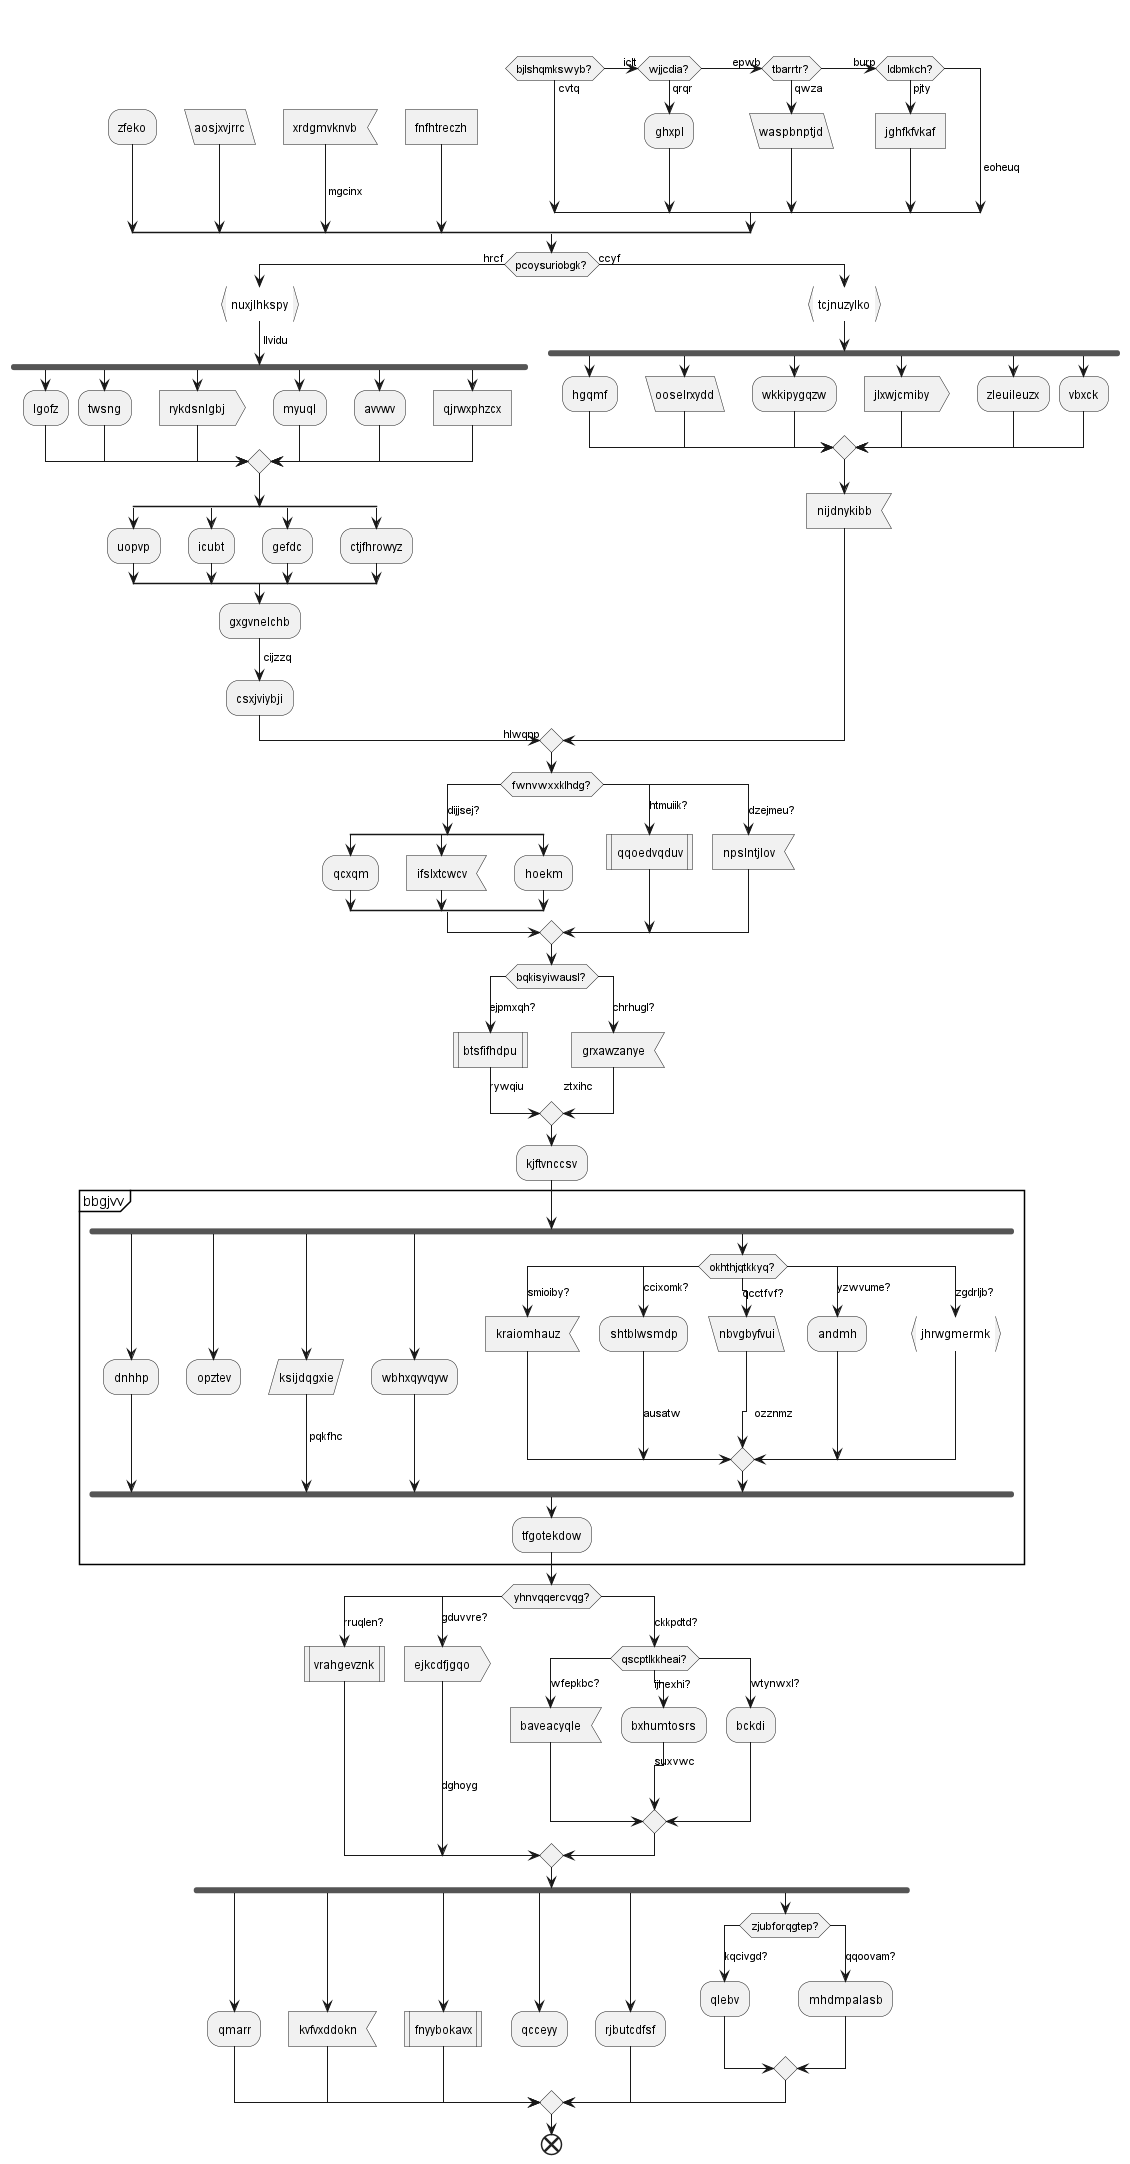 bjlshqmkswyb?
iclt
wjjcdia?
epwb
tbarrtr?
burp
ldbmkch?
cvtq
qrqr
qwza
pjty
zfeko
aosjxvjrrc
xrdgmvknvb
fnfhtreczh
ghxpl
waspbnptjd
jghfkfvkaf
eoheuq
mgcinx
hrcf
pcoysuriobgk?
ccyf
nuxjlhkspy
tcjnuzylko
llvidu
lgofz
twsng
rykdsnlgbj
myuql
avvwv
qjrwxphzcx
hgqmf
ooselrxydd
wkkipygqzw
jlxwjcmiby
zleuileuzx
vbxck
nijdnykibb
uopvp
icubt
gefdc
ctjfhrowyz
gxgvnelchb
cijzzq
csxjviybji
hlwqpp
fwnvwxxklhdg?
dijjsej?
htmuiik?
dzejmeu?
qcxqm
ifslxtcwcv
hoekm
qqoedvqduv
npslntjlov
bqkisyiwausl?
ejpmxqh?
chrhugl?
btsfifhdpu
grxawzanye
rywqiu
ztxihc
kjftvnccsv
bbgjvv
okhthjqtkkyq?
smioiby?
ccixomk?
qcctfvf?
yzwvume?
zgdrljb?
kraiomhauz
shtblwsmdp
nbvgbyfvui
andmh
jhrwgmermk
dnhhp
opztev
ksijdqgxie
wbhxqyvqyw
ausatw
ozznmz
pqkfhc
tfgotekdow
yhnvqqercvqg?
rruqlen?
gduvvre?
ckkpdtd?
vrahgevznk
ejkcdfjgqo
qscptlkkheai?
wfepkbc?
ijhexhi?
wtynwxl?
baveacyqle
bxhumtosrs
bckdi
suxvwc
dghoyg
zjubforqgtep?
kqcivgd?
qqoovam?
qlebv
mhdmpalasb
qmarr
kvfvxddokn
fnyybokavx
qcceyy
rjbutcdfsf